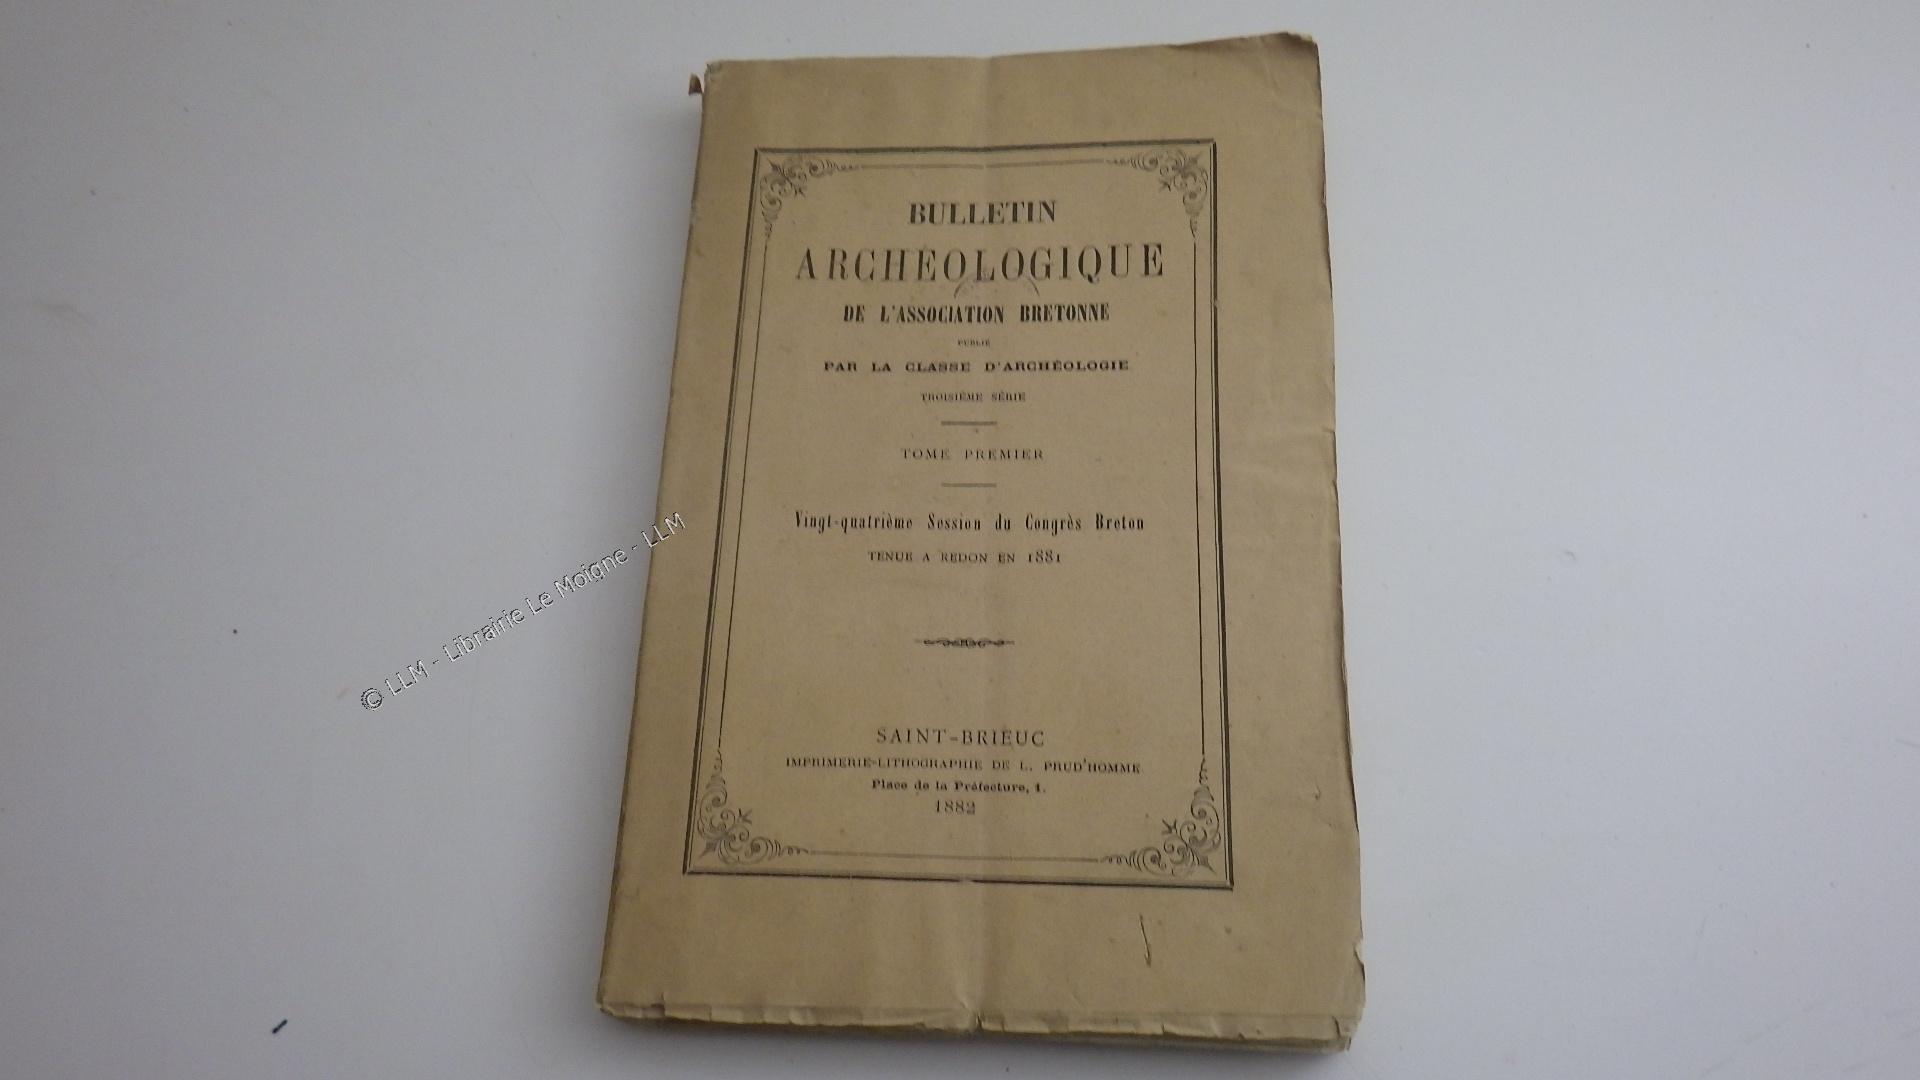 BULLETIN
ARCHÉOLOGIQUE
DE L'ASSOCIATION BRETONNE
PUBLIÉ
PAR LA CLASSE D'ARCHÉOLOGIE
TROISIÈME SÉRIE
TOME PREMIER
Vingt-quatrième Session du Congrès Breton
TENUE A REDON EN 1881
SAINT-BRIEUC
IMPRIMERIE-LITHOGRAPHIE DE L. PRUD'HOMME
Place de la Préfecture, 1.
1882
© LLM - Librairie Le Moigne - LLM